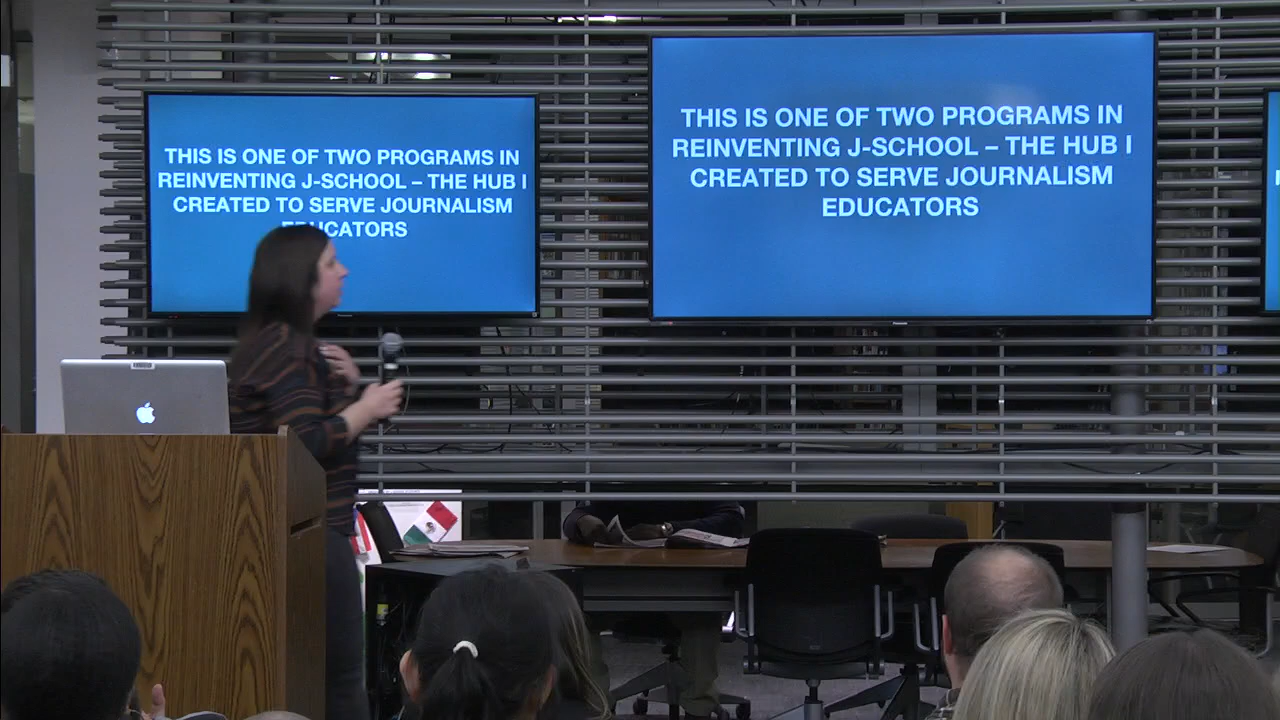 THIS IS ONE OF TWO PROGRAMS IN
REINVENTING J-SCHOOL – THE HUB I
CREATED TO SERVE JOURNALISM
EDUCATORS
THIS IS ONE OF TWO PROGRAMS IN
REINVENTING J-SCHOOL – THE HUB I
CREATED TO SERVE JOURNALISM
EDUCATORS